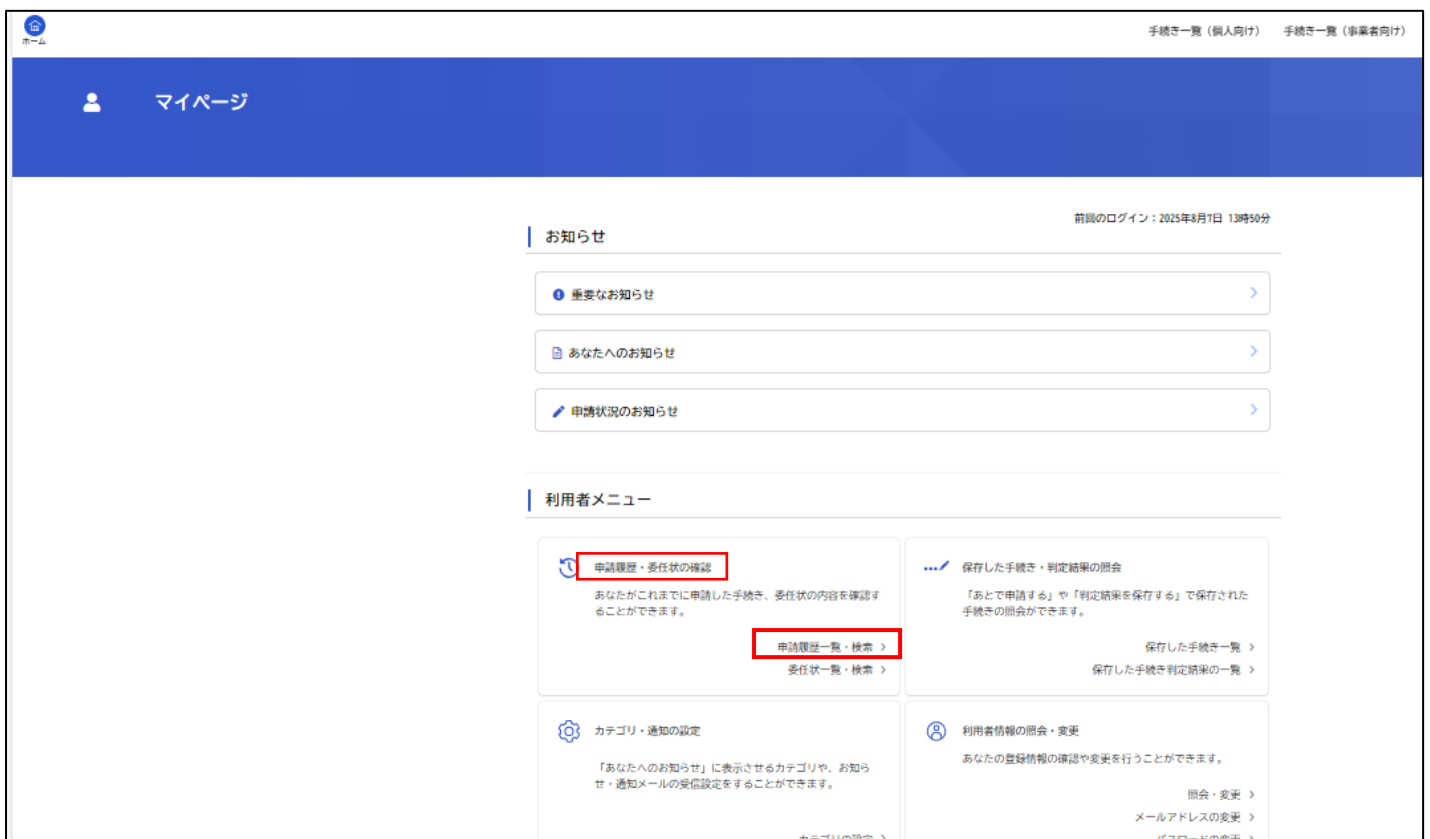 ホーム
手続き一覧（個人向け） 手続き一覧（事業者向け）
マイページ
前回のログイン：2025年8月7日 13時50分
お知らせ
重要なお知らせ
あなたへのお知らせ
申請状況のお知らせ
利用者メニュー
申請履歴・委任状の確認
あなたがこれまでに申請した手続き、委任状の内容を確認す
ることができます。
申請履歴一覧・検索
委任状一覧・検索
保存した手続き・判定結果の照会
「あとで申請する」や「判定結果を保存する」で保存された
手続きの照会ができます。
保存した手続き一覧
保存した手続き判定結果の一覧
カテゴリ・通知の設定
「あなたへのお知らせ」に表示させるカテゴリや、お知ら
せ・通知メールの受信設定をすることができます。
カテゴリの設定
利用者情報の照会・変更
あなたの登録情報の確認や変更を行うことができます。
照会・変更
メールアドレスの変更
パスワードの変更